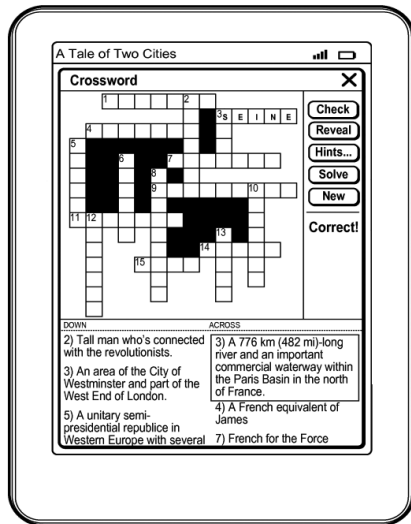 A Tale of Two Cities
Crossword
1 2
3 S E I N E
4
5
6 7
8
9 10
11 12
13
14
15
Check
Reveal
Hints...
Solve
New
Correct!
DOWN
2) Tall man who's connected
with the revolutionists.
3) An area of the City of
Westminster and part of the
West End of London.
5) A unitary semi-
presidential republice in
Western Europe with several
ACROSS
3) A 776 km (482 mi)-long
river and an important
commercial waterway within
the Paris Basin in the north
of France.
4) A French equivalent of
James
7) French for the Force